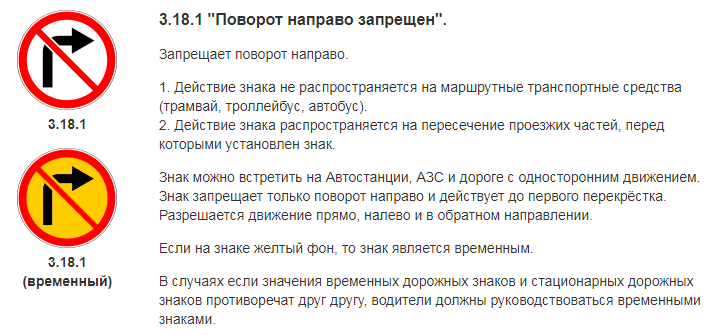 3.18.1 "Поворот направо запрещен".
Запрещает поворот направо.
1. Действие знака не распространяется на маршрутные транспортные средства
(трамвай, троллейбус, автобус).
2. Действие знака распространяется на пересечение проезжих частей, перед
которыми установлен знак.
Знак можно встретить на Автостанции, АЗС и дороге с односторонним движением.
Знак запрещает только поворот направо и действует до первого перекрёстка.
Разрешается движение прямо, налево и в обратном направлении.
Если на знаке желтый фон, то знак является временным.
В случаях если значения временных дорожных знаков и стационарных дорожных
знаков противоречат друг другу, водители должны руководствоваться временными
знаками.
3.18.1
3.18.1
(временный)